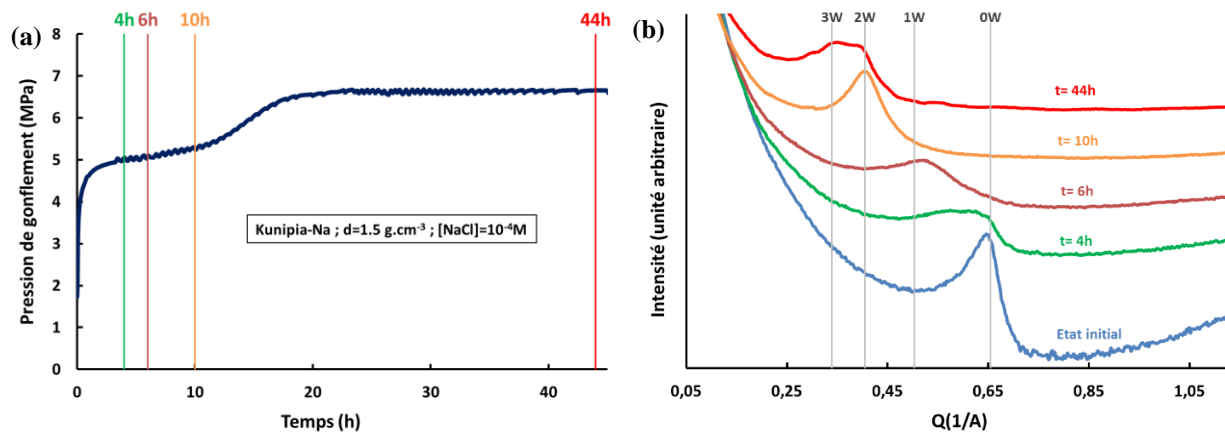 (a)
4h 6h 10h 44h
Pression de gonflement (MPa)
8
7
6
5
4
3
2
1
0
Kunipia-Na ; d=1.5 g.cm⁻³ ; [NaCl]=10⁻⁴M
0 10 20 30 40
Temps (h)
(b)
3W 2W 1W 0W
Intensité (unité arbitraire)
t= 44h
t= 10h
t= 6h
t= 4h
Etat initial
0,05 0,25 0,45 0,65 0,85 1,05
Q(1/A)